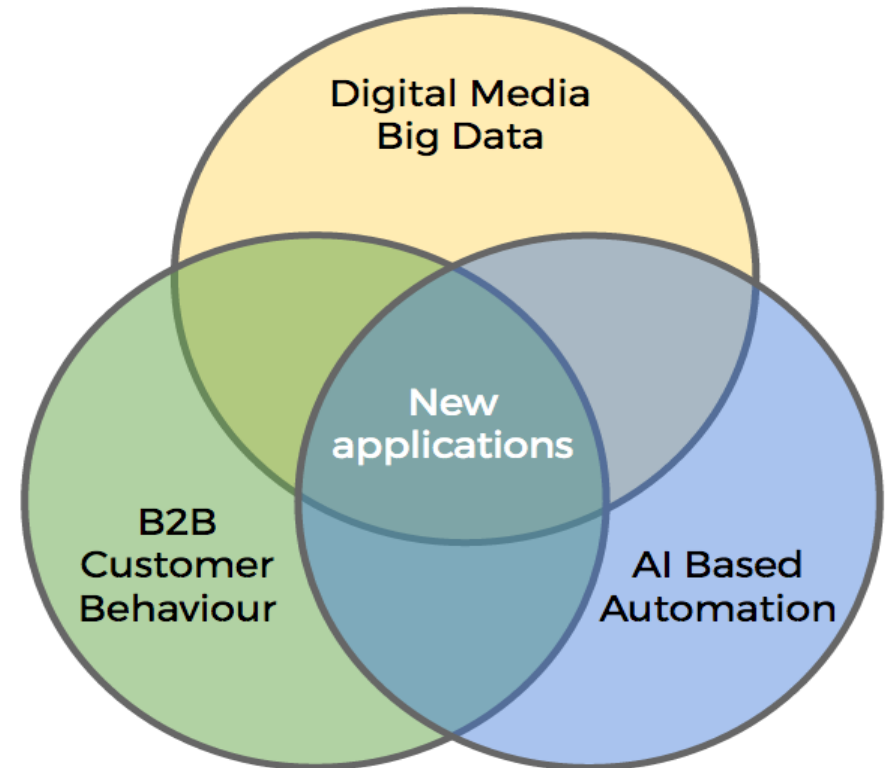 Digital Media
Big Data
New
applications
B2B
Customer
Behaviour
AI Based
Automation